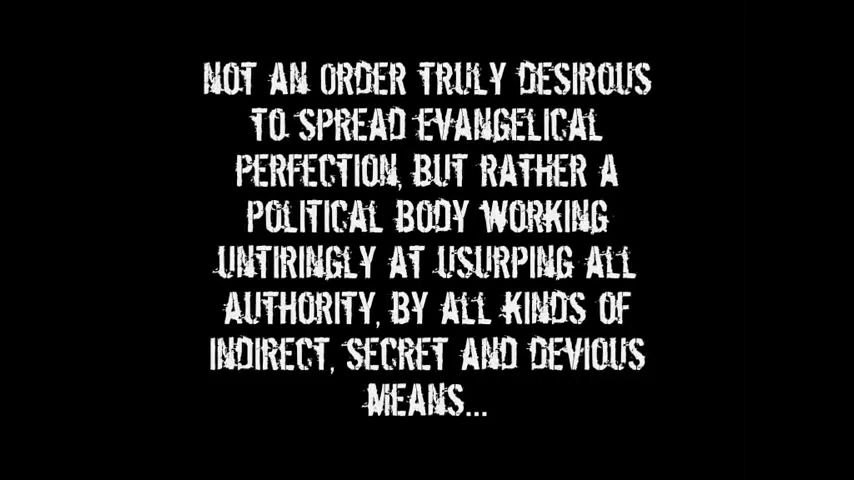 NOT AN ORDER TRULY DESIROUS
TO SPREAD EVANGELICAL
PERFECTION, BUT RATHER A
POLITICAL BODY WORKING
UNTIRINGLY AT USURPING ALL
AUTHORITY, BY ALL KINDS OF
INDIRECT, SECRET AND DEVIOUS
MEANS...